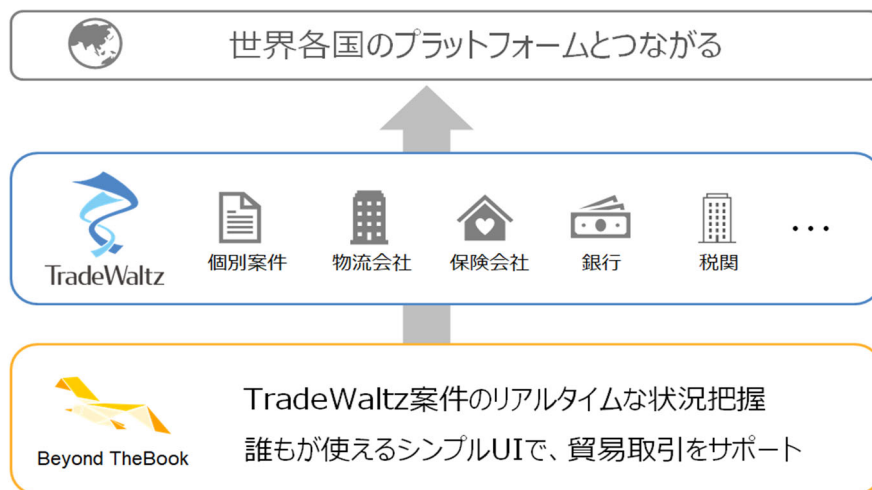 世界各国のプラットフォームとつながる
TradeWaltz
個別案件
物流会社
保険会社
銀行
税関
…
TradeWaltz案件のリアルタイムな状況把握
誰もが使えるシンプルUIで、貿易取引をサポート
Beyond TheBook